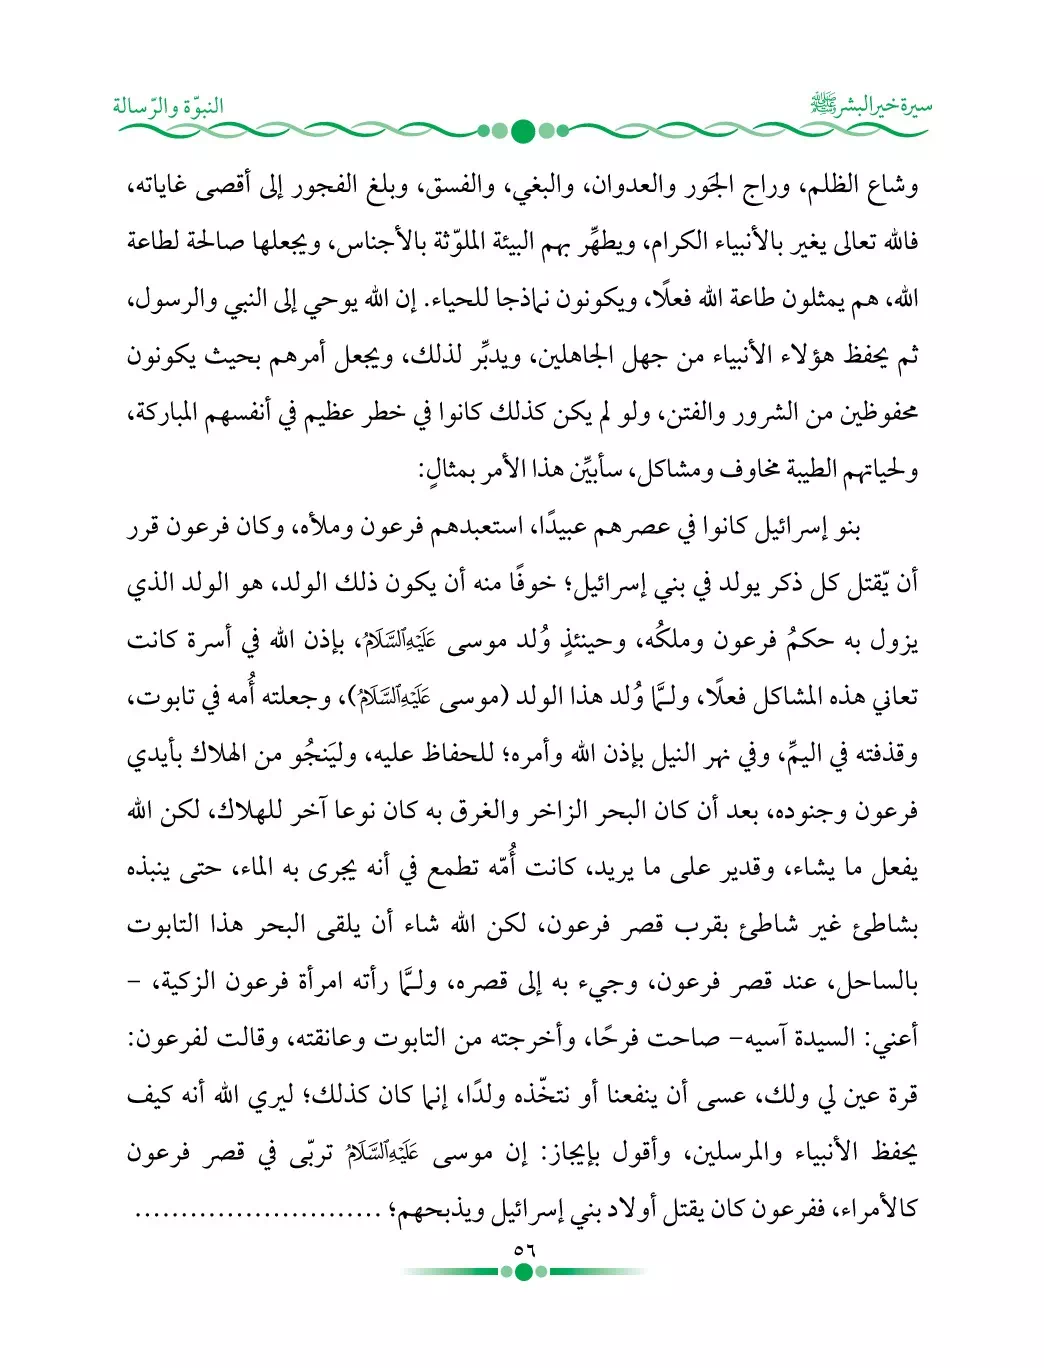 سيرة خير البشر ﷺ
النبوّة والرّسالة
وشاع الظلم، وراج الجَور والعدوان، والبغي، والفسق، وبلغ الفجور إلى أقصى غاياته،
فالله تعالى يغير بالأنبياء الكرام، ويطهِّر بهم البيئة الملوّثة بالأجناس، ويجعلها صالحة لطاعة
الله، هم يمثلون طاعة الله فعلًا، ويكونون نماذجا للحياء. إن الله يوحي إلى النبي والرسول،
ثم يحفظ هؤلاء الأنبياء من جهل الجاهلين، ويدبِّر لذلك، ويجعل أمرهم بحيث يكونون
محفوظين من الشرور والفتن، ولو لم يكن كذلك كانوا في خطر عظيم في أنفسهم المباركة،
ولحياتهم الطيبة مخاوف ومشاكل، سأبيِّن هذا الأمر بمثالٍ:
بنو إسرائيل كانوا في عصرهم عبيدًا، استعبدهم فرعون وملأه، وكان فرعون قرر
أن يّقتل كل ذكر يولد في بني إسرائيل؛ خوفًا منه أن يكون ذلك الولد، هو الولد الذي
يزول به حكمُ فرعون وملكُه، وحينئذٍ وُلد موسى عَلَيْهِٱلسَّلَامُ، بإذن الله في أسرة كانت
تعاني هذه المشاكل فعلًا، ولـمَّا وُلد هذا الولد (موسى عَلَيْهِٱلسَّلَامُ)، وجعلته أُمه في تابوت،
وقذفته في اليمِّ، وفي نهر النيل بإذن الله وأمره؛ للحفاظ عليه، وليَنجُو من الهلاك بأيدي
فرعون وجنوده، بعد أن كان البحر الزاخر والغرق به كان نوعا آخر للهلاك، لكن الله
يفعل ما يشاء، وقدير على ما يريد، كانت أُمّه تطمع في أنه يجرى به الماء، حتى ينبذه
بشاطئ غير شاطئ بقرب قصر فرعون، لكن الله شاء أن يلقى البحر هذا التابوت
بالساحل، عند قصر فرعون، وجيء به إلى قصره، ولـمَّا رأته امرأة فرعون الزكية، –
أعني: السيدة آسيه– صاحت فرحًا، وأخرجته من التابوت وعانقته، وقالت لفرعون:
قرة عين لي ولك، عسى أن ينفعنا أو نتخّذه ولدًا، إنما كان كذلك؛ ليري الله أنه كيف
يحفظ الأنبياء والمرسلين، وأقول بإيجاز: إن موسى عَلَيْهِٱلسَّلَامُ تربّى في قصر فرعون
كالأمراء، ففرعون كان يقتل أولاد بني إسرائيل ويذبحهم؛ ...........................
٥٦